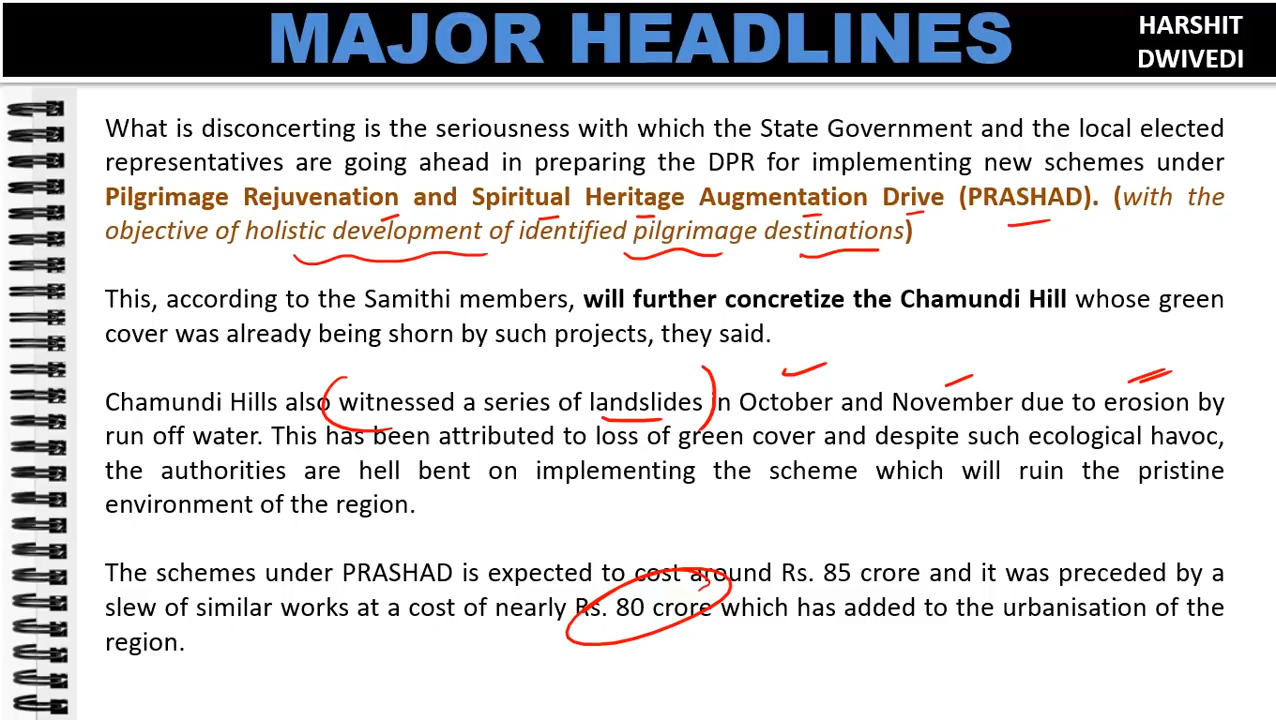 MAJOR HEADLINES
HARSHIT
DWIVEDI
What is disconcerting is the seriousness with which the State Government and the local elected
representatives are going ahead in preparing the DPR for implementing new schemes under
Pilgrimage Rejuvenation and Spiritual Heritage Augmentation Drive (PRASHAD). (with the
objective of holistic development of identified pilgrimage destinations)
This, according to the Samithi members, will further concretize the Chamundi Hill whose green
cover was already being shorn by such projects, they said.
Chamundi Hills also witnessed a series of landslides in October and November due to erosion by
run off water. This has been attributed to loss of green cover and despite such ecological havoc,
the authorities are hell bent on implementing the scheme which will ruin the pristine
environment of the region.
The schemes under PRASHAD is expected to cost around Rs. 85 crore and it was preceded by a
slew of similar works at a cost of nearly Rs. 80 crore which has added to the urbanisation of the
region.